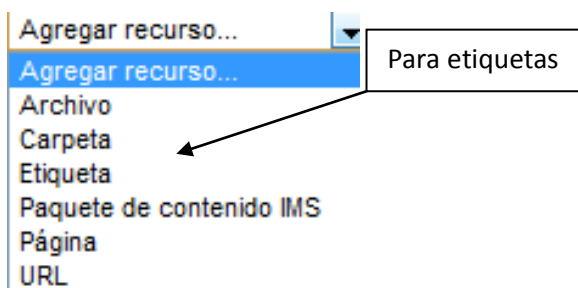 Agregar recurso...
Para etiquetas
Agregar recurso...
Archivo
Carpeta
Etiqueta
Paquete de contenido IMS
Página
URL